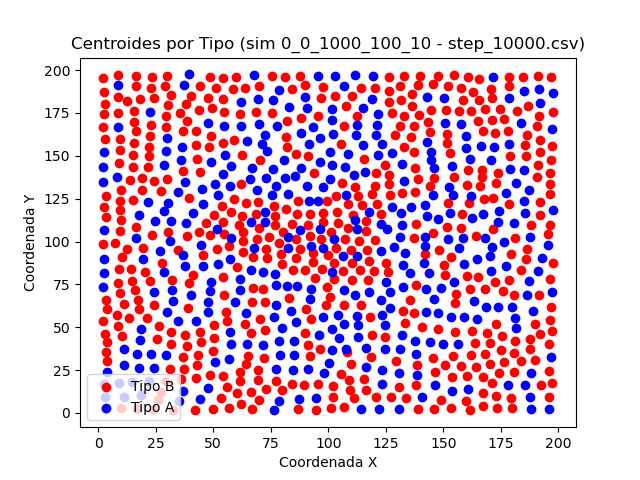 Centroides por Tipo (sim 0_0_1000_100_10 - step_10000.csv)
200
175
150
125
100
75
50
25
0
Coordenada Y
Tipo B
Tipo A
0 25 50 75 100 125 150 175 200
Coordenada X